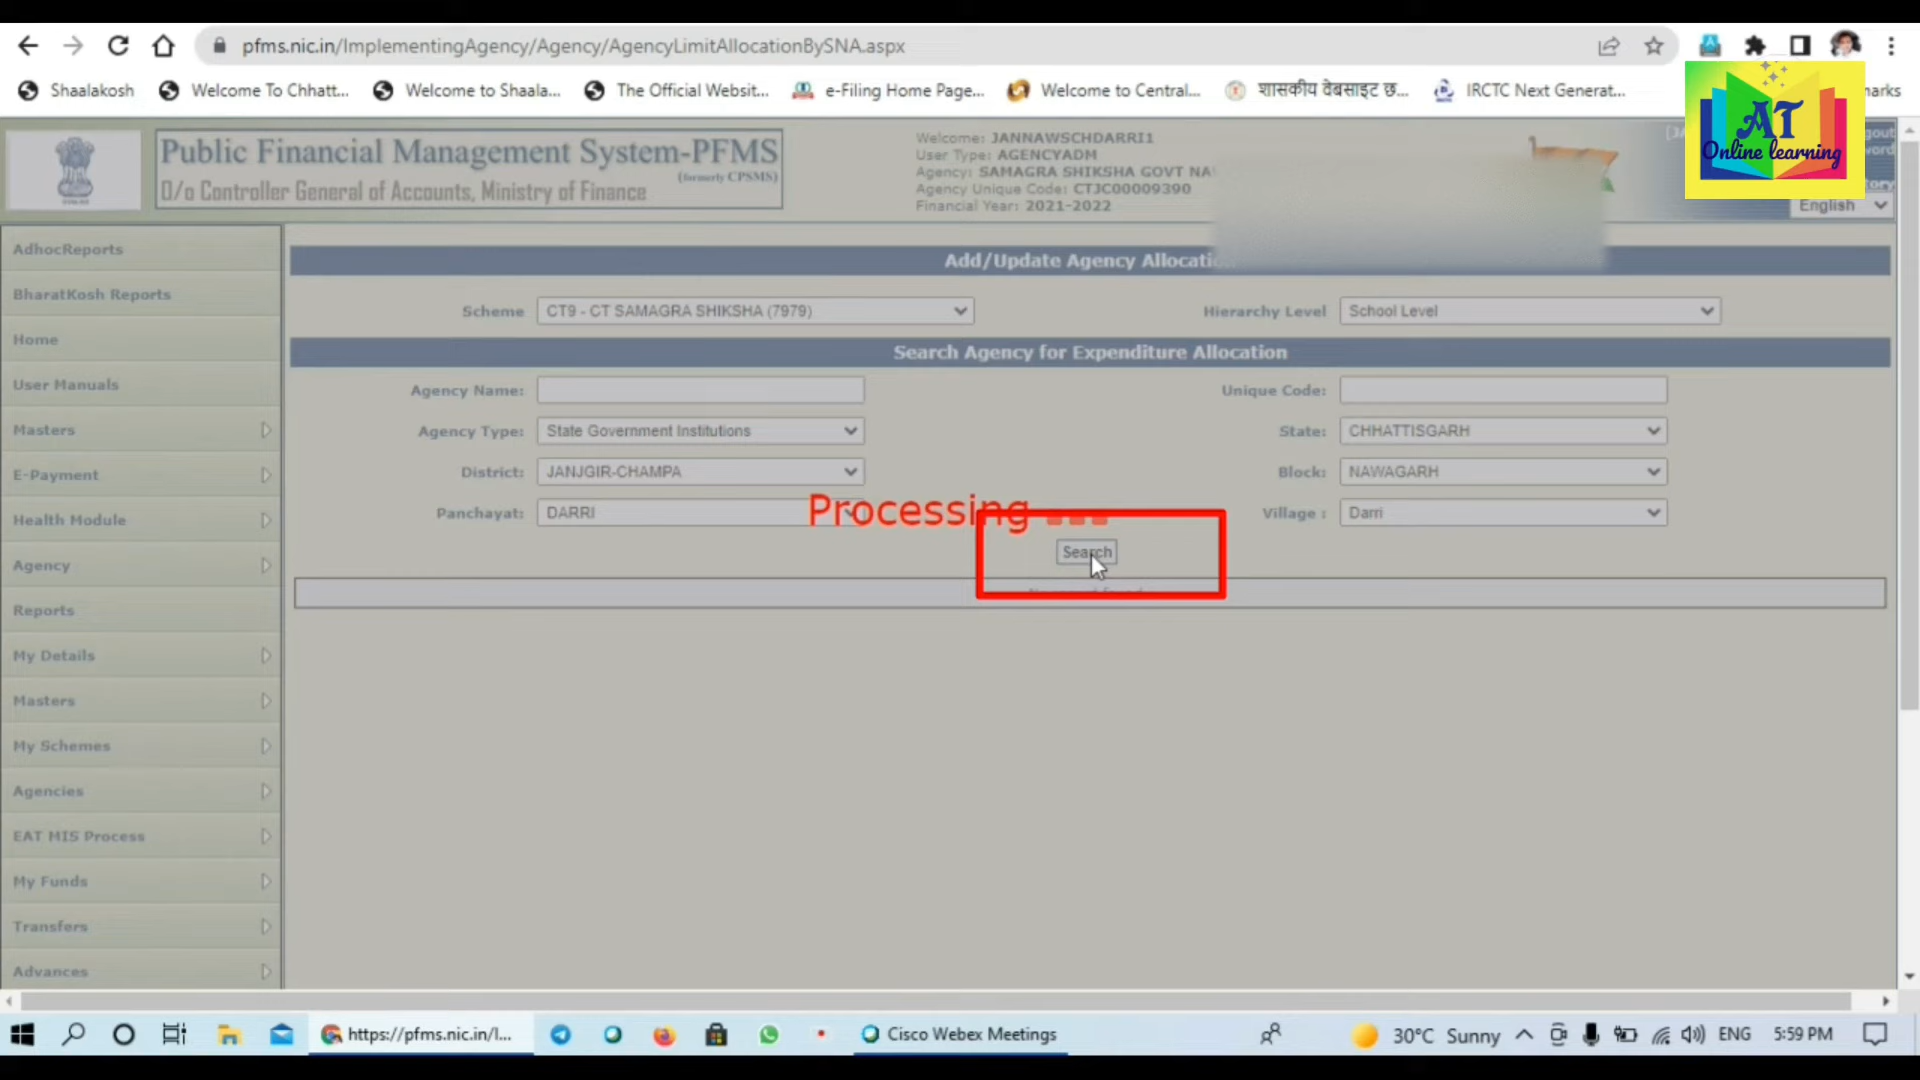 pfms.nic.in/ImplementingAgency/Agency/AgencyLimitAllocationBySNA.aspx
Shaalakosh
Welcome To Chhatt...
Welcome to Shaala...
The Official Websit...
e-Filing Home Page...
Welcome to Central...
शासकीय वेबसाइट छ...
IRCTC Next Generat...
AT
Online learning
Public Financial Management System-PFMS
(formerly CPSMS)
O/o Controller General of Accounts, Ministry of Finance
Welcome: JANNAWSCHDARRI1
User Type: AGENCYADM
Agency: SAMAGRA SHIKSHA GOVT
Agency Unique Code: CTJC00009390
Financial Year: 2021-2022
English
AdhocReports
BharatKosh Reports
Home
User Manuals
Masters
E-Payment
Health Module
Agency
Reports
My Details
Masters
My Schemes
Agencies
EAT MIS Process
My Funds
Transfers
Advances
Add/Update Agency
Scheme CT9 - CT SAMAGRA SHIKSHA (7979) Hierarchy Level School Level
Search Agency for Expenditure Allocation
Agency Name: Unique Code:
Agency Type: State Government Institutions State: CHHATTISGARH
District: JANJGIR-CHAMPA Block: NAWAGARH
Panchayat: DARRI Village : Darri
Processing ...
Search
https://pfms.nic.in/I...
Cisco Webex Meetings
30°C Sunny
ENG
5:59 PM